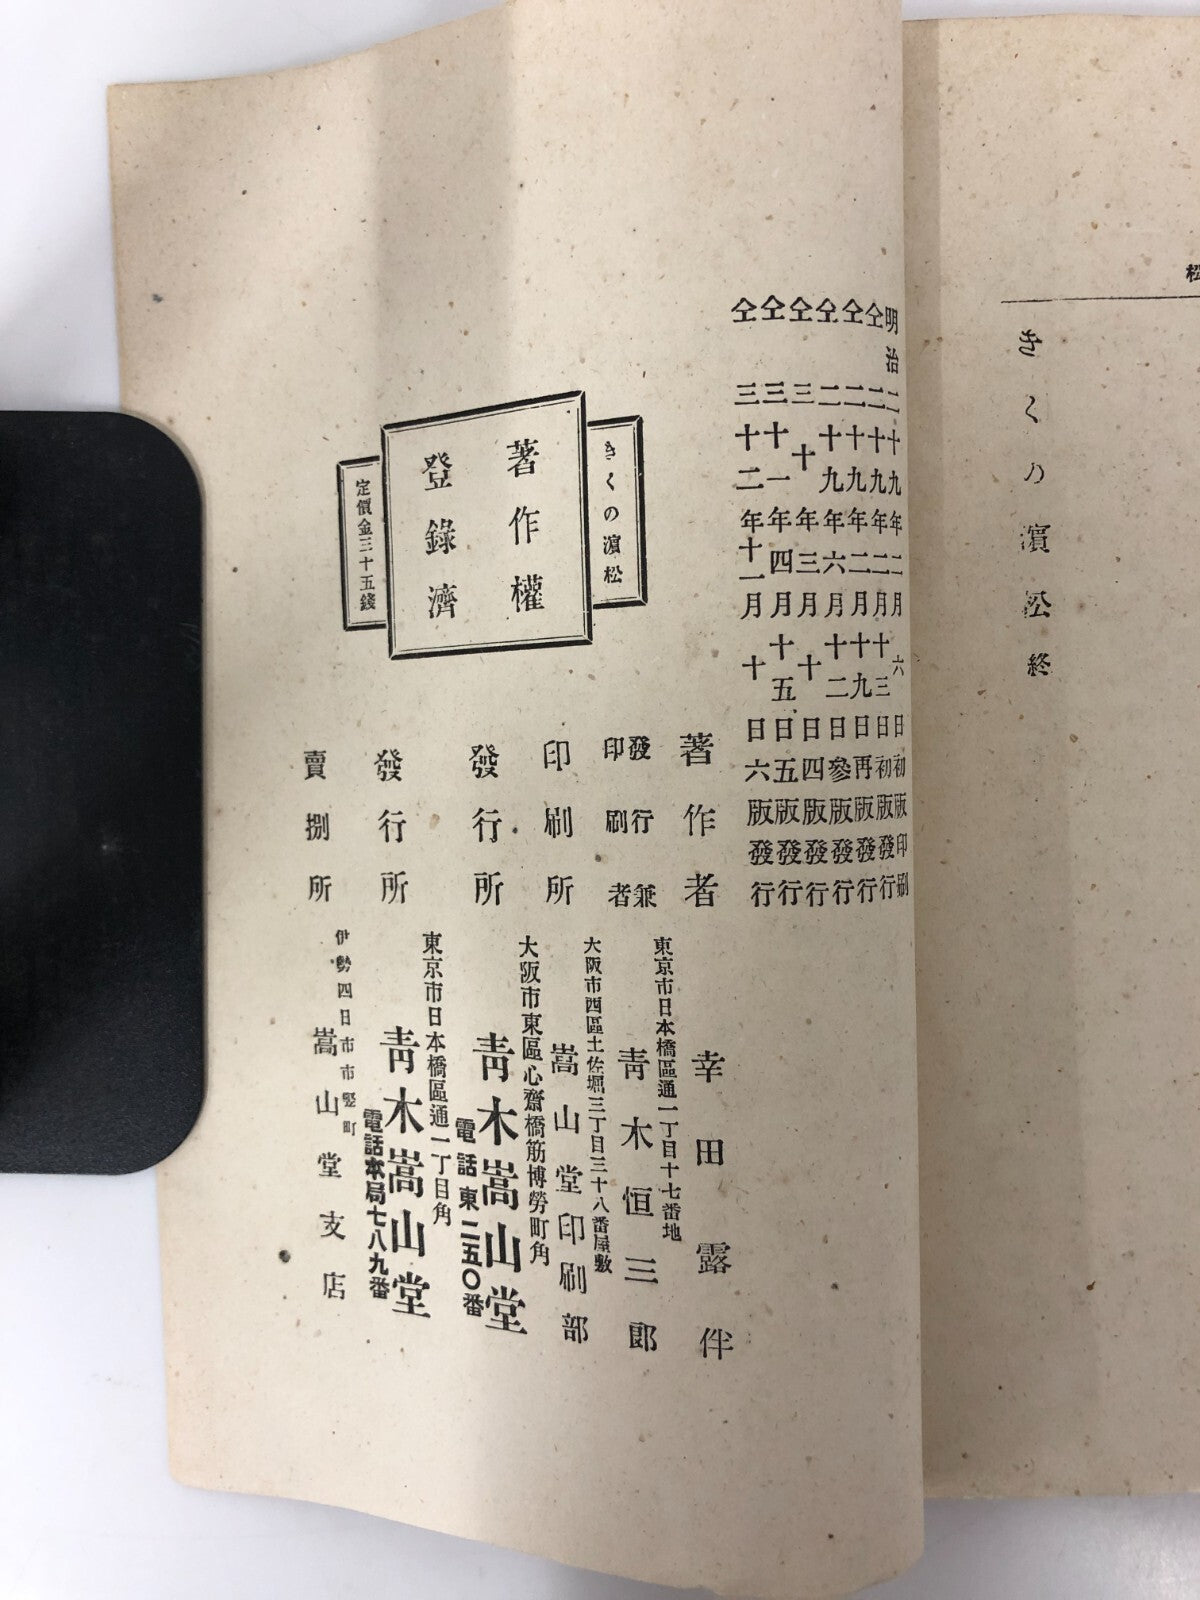 松
きくの濱松終
明治二十九年二月六日初版印刷
仝二十九年二月十三日初版發行
仝二十九年二月十九日再版發行
仝二十九年六月十二日參版發行
仝三十年三月十日四版發行
仝三十一年四月十五日五版發行
仝三十二年十一月十日六版發行
きくの濱松
著作權
登錄濟
定價金三十五錢
著作者 幸田露伴
東京市日本橋區通一丁目十七番地
發行兼
印刷者 靑木恒三郎
大阪市西區土佐堀三丁目三十八番屋敷
印刷所 嵩山堂印刷部
大阪市東區心齋橋筋博勞町角
發行所 靑木嵩山堂
電話東二五〇番
東京市日本橋區通一丁目角
發行所 靑木嵩山堂
電話本局七八九番
伊勢四日市市竪町
賣捌所 嵩山堂支店